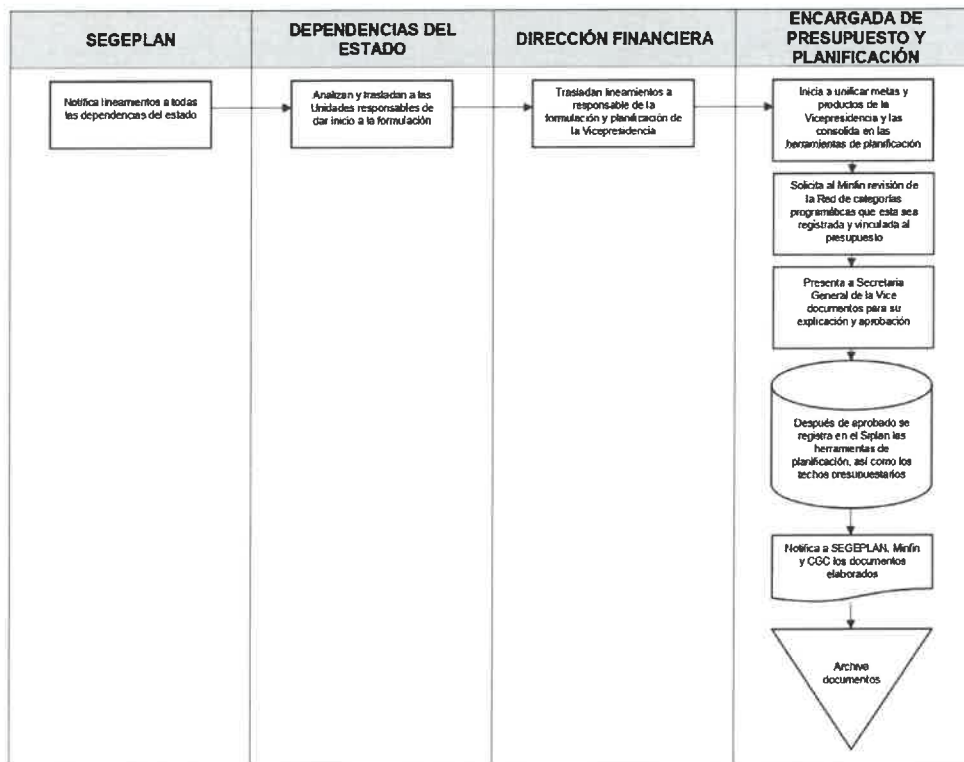 SEGEPLAN
DEPENDENCIAS DEL
ESTADO
DIRECCIÓN FINANCIERA
ENCARGADA DE
PRESUPUESTO Y
PLANIFICACIÓN
Notifica lineamientos a todas
las dependencias del estado
Analizan y trasladan a las
Unidades responsables de
dar inicio a la formulación
Trasladan lineamientos a
responsable de la
formulación y planificación de
la Vicepresidencia
Inicia a unificar metas y
productos de la
Vicepresidencia y las
consolida en las
herramientas de planificación
Solicita al Minfin revisión de
la Red de categorías
programáticas que esta sea
registrada y vinculada al
presupuesto
Presenta a Secretaria
General de la Vice
documentos para su
explicación y aprobación
Después de aprobado se
registra en el Siplan las
herramientas de
planificación, así como los
techos presupuestarios
Notifica a SEGEPLAN, Minfin
y CGC los documentos
elaborados
Archiva
documentos